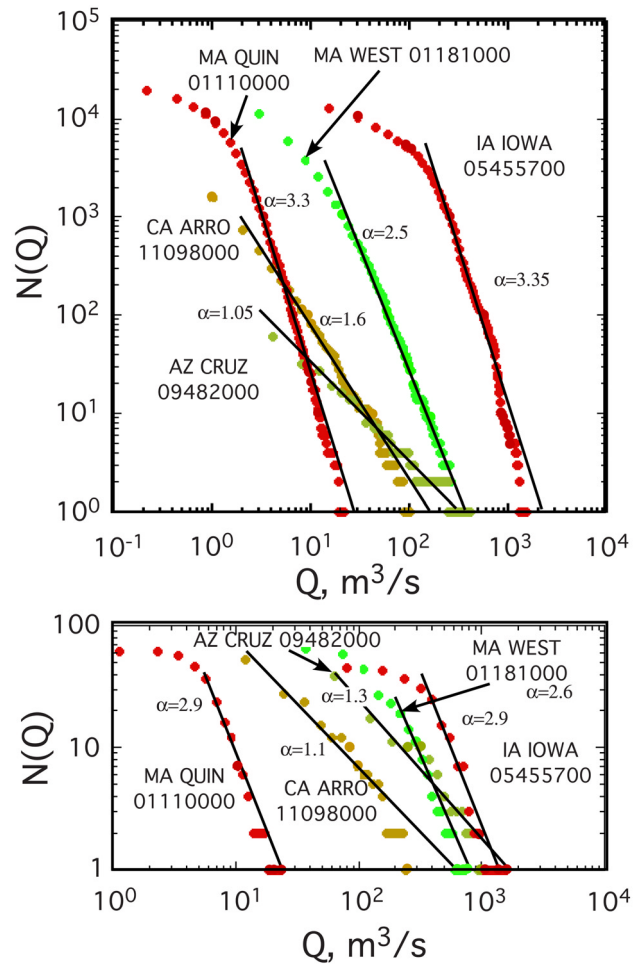 10^5
10^4
10^3
10^2
10^1
10^0
N(Q)
MA QUIN
01110000
MA WEST 01181000
IA IOWA
05455700
α=3.3
CA ARRO
11098000
α=2.5
α=3.35
α=1.05
α=1.6
AZ CRUZ
09482000
10^-1 10^0 10^1 10^2 10^3 10^4
Q, m^3/s
100
10
1
N(Q)
AZ CRUZ 09482000
MA WEST
01181000
α=2.6
α=2.9
α=1.3
α=2.9
α=1.1
IA IOWA
05455700
MA QUIN
01110000
CA ARRO
11098000
10^0 10^1 10^2 10^3 10^4
Q, m^3/s